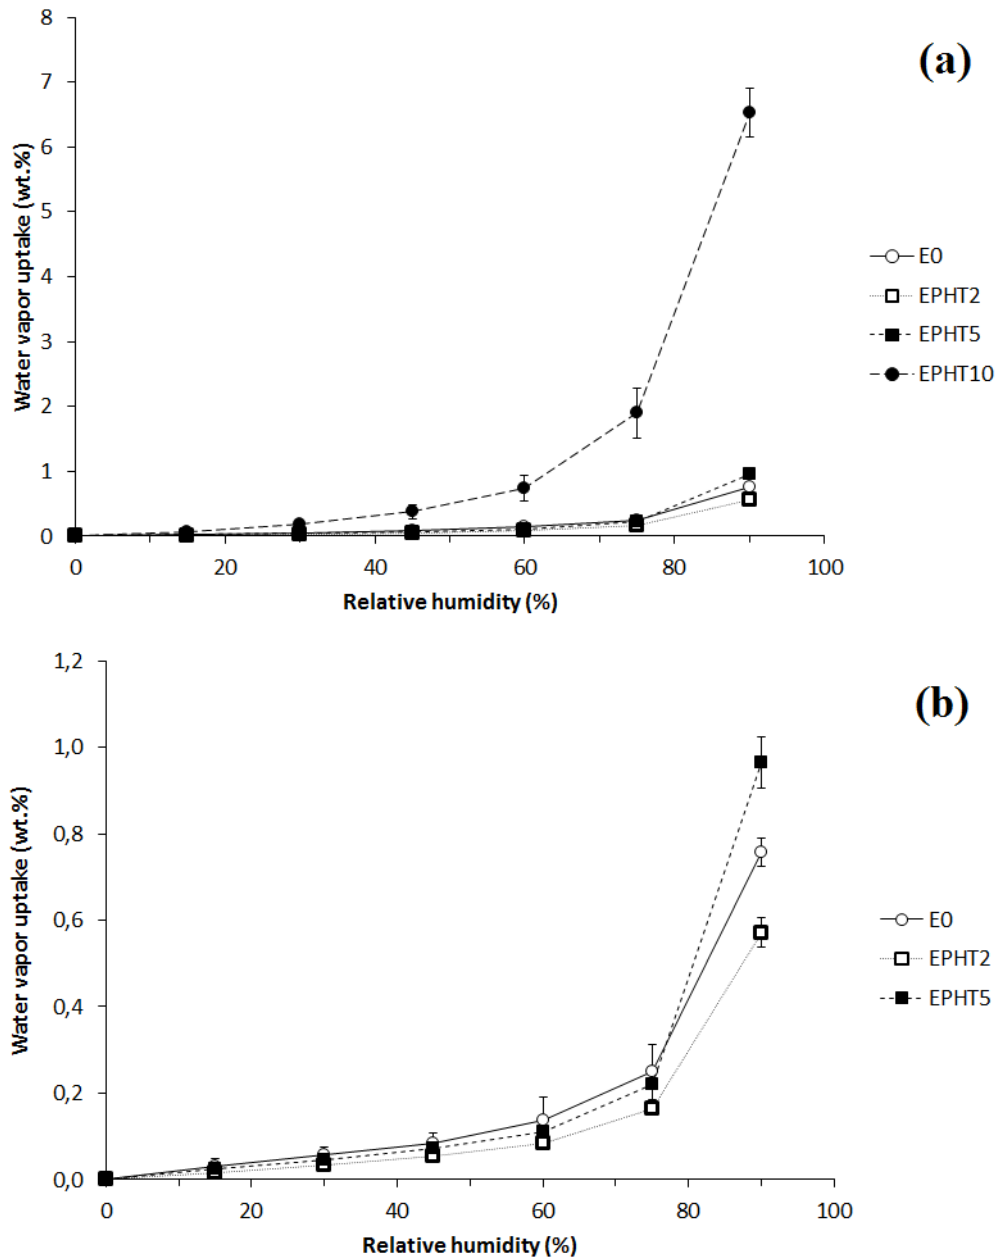 (a)
Water vapor uptake (wt.%)
8
7
6
5
4
3
2
1
0
0 20 40 60 80 100
Relative humidity (%)
E0
EPHT2
EPHT5
EPHT10
(b)
Water vapor uptake (wt.%)
1,2
1,0
0,8
0,6
0,4
0,2
0,0
0 20 40 60 80 100
Relative humidity (%)
E0
EPHT2
EPHT5